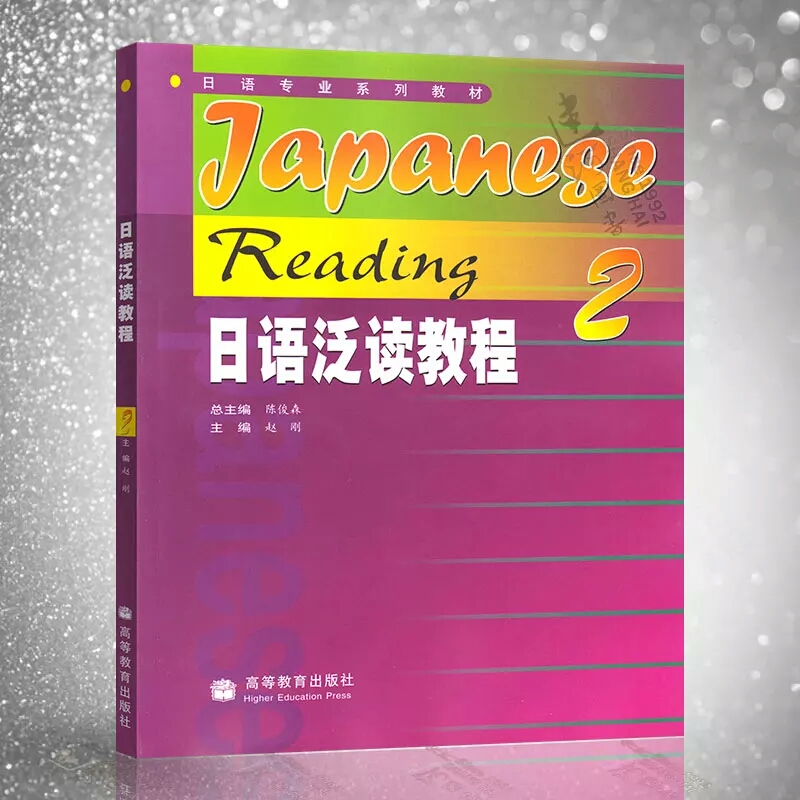 日语专业系列教材
Japanese
Reading
2
日语泛读教程
总主编 陈俊森
主 编 赵 刚
高等教育出版社
Higher Education Press
日语泛读教程
2
主 编 赵 刚
高等教育出版社